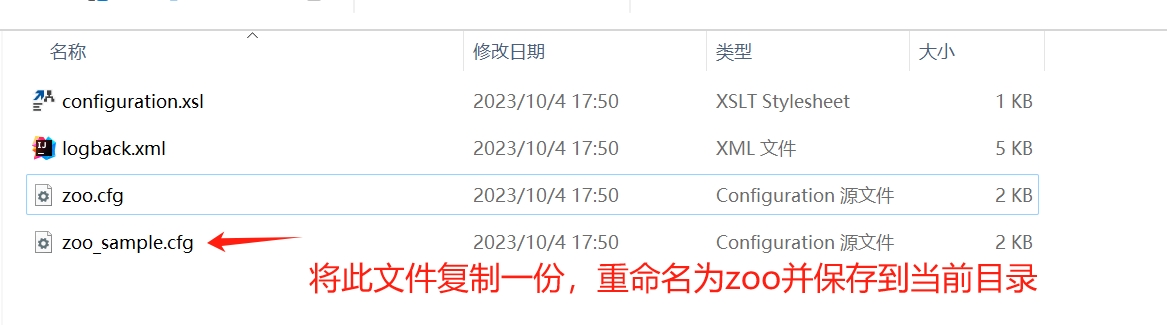 名称 修改日期 类型 大小
configuration.xsl 2023/10/4 17:50 XSLT Stylesheet 1 KB
logback.xml 2023/10/4 17:50 XML 文件 5 KB
zoo.cfg 2023/10/4 17:50 Configuration 源文件 2 KB
zoo_sample.cfg 2023/10/4 17:50 Configuration 源文件 2 KB
将此文件复制一份，重命名为zoo并保存到当前目录